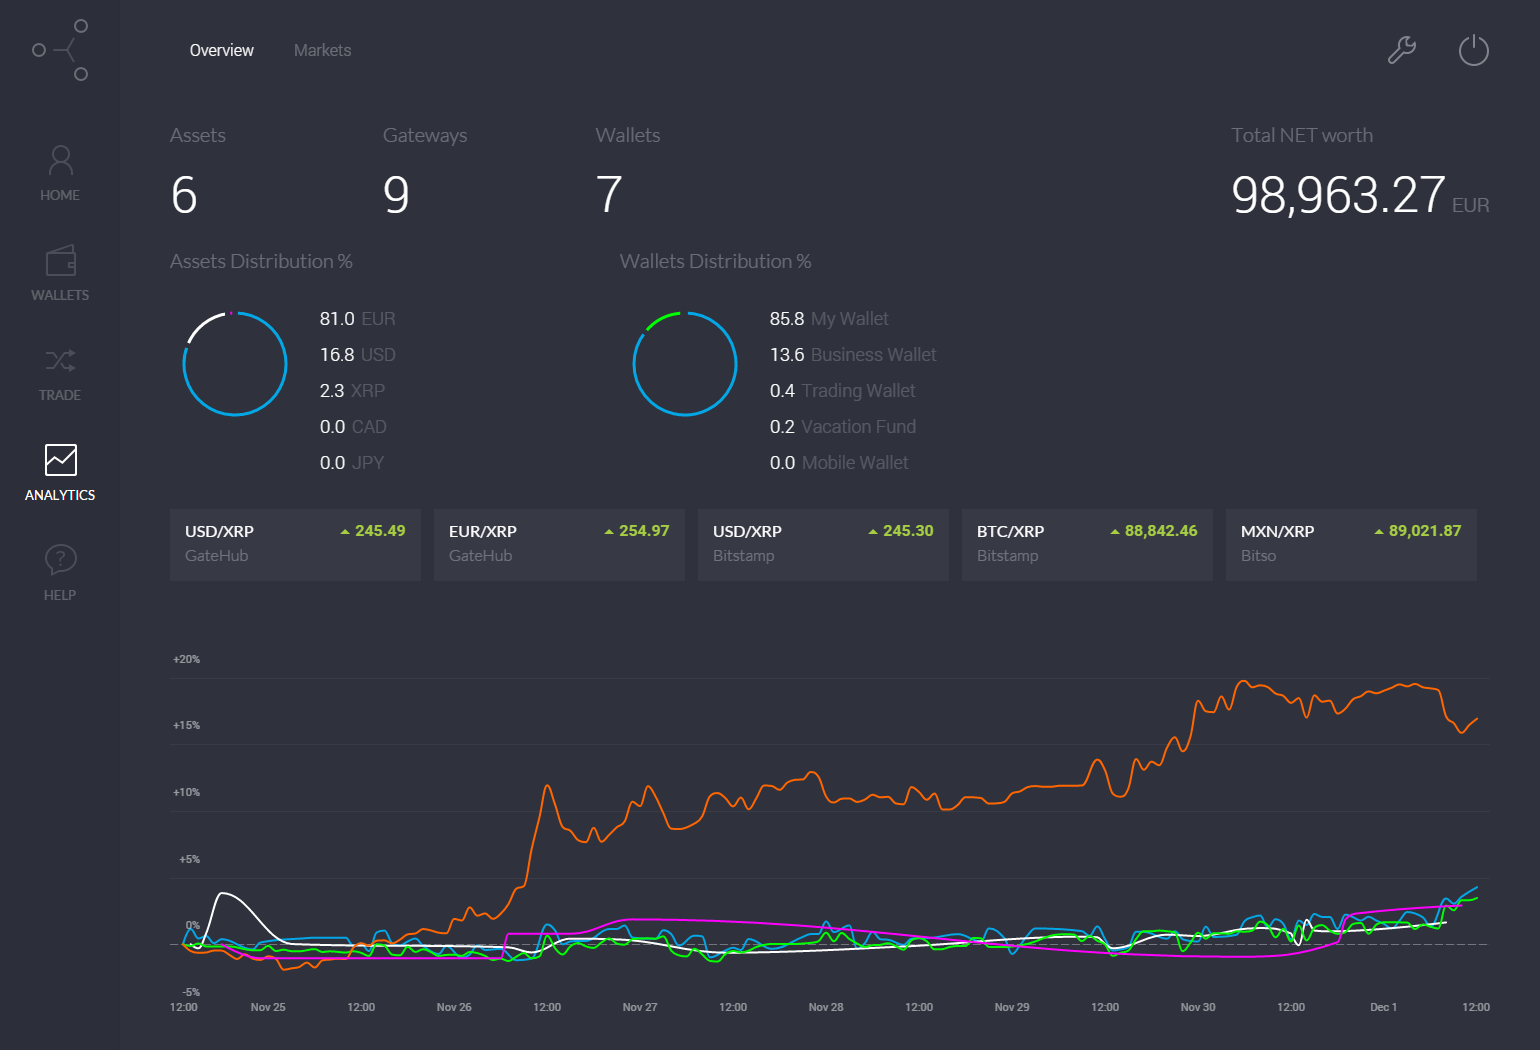 Overview Markets
HOME
WALLETS
TRADE
ANALYTICS
HELP
Assets Gateways Wallets Total NET worth
6 9 7 98,963.27 EUR
Assets Distribution % Wallets Distribution %
81.0 EUR
16.8 USD
2.3 XRP
0.0 CAD
0.0 JPY
85.8 My Wallet
13.6 Business Wallet
0.4 Trading Wallet
0.2 Vacation Fund
0.0 Mobile Wallet
USD/XRP 245.49
GateHub
EUR/XRP 254.97
GateHub
USD/XRP 245.30
Bitstamp
BTC/XRP 88,842.46
Bitstamp
MXN/XRP 89,021.87
Bitso
+20%
+15%
+10%
+5%
0%
-5%
12:00 Nov 25 12:00 Nov 26 12:00 Nov 27 12:00 Nov 28 12:00 Nov 29 12:00 Nov 30 12:00 Dec 1 12:00